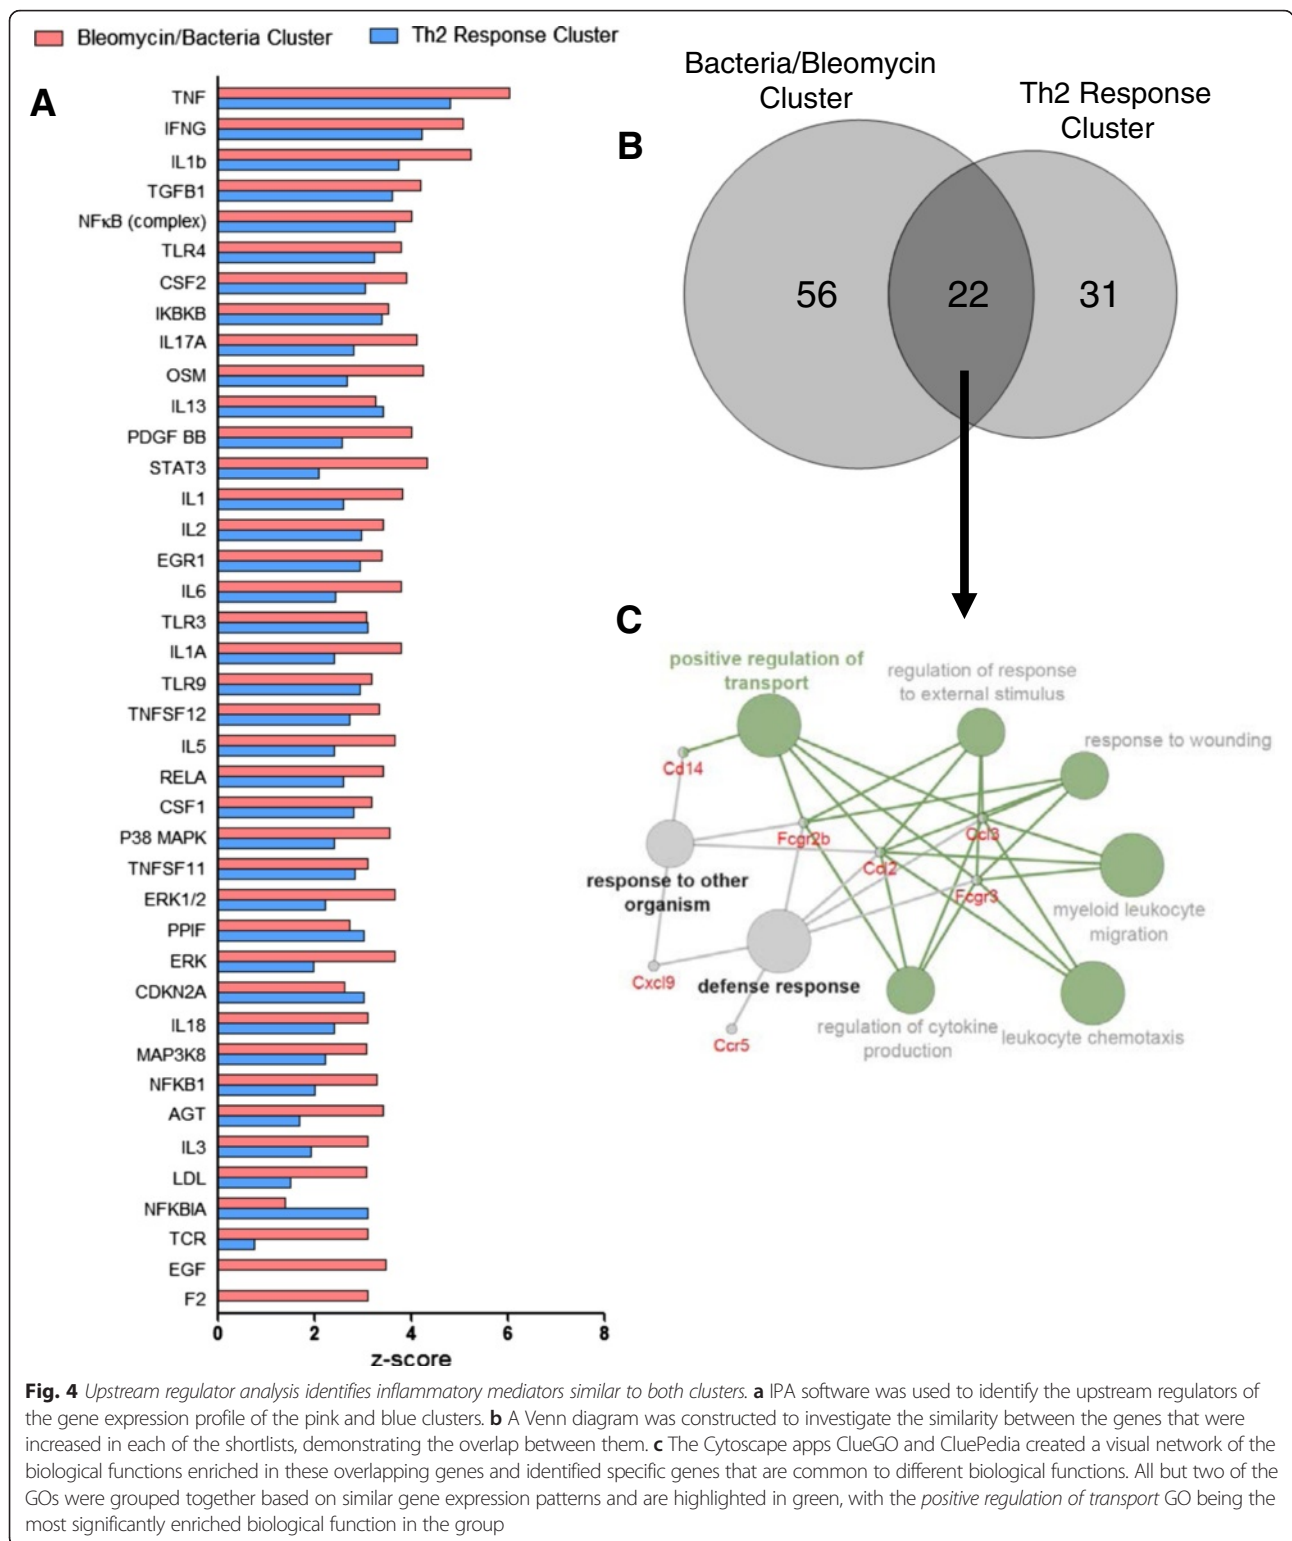 Bleomycin/Bacteria Cluster
Th2 Response Cluster
A
TNF
IFNG
IL1b
TGFB1
NFκB (complex)
TLR4
CSF2
IKBKB
IL17A
OSM
IL13
PDGF BB
STAT3
IL1
IL2
EGR1
IL6
TLR3
IL1A
TLR9
TNFSF12
IL5
RELA
CSF1
P38 MAPK
TNFSF11
ERK1/2
PPIF
ERK
CDKN2A
IL18
MAP3K8
NFKB1
AGT
IL3
LDL
NFKBIA
TCR
EGF
F2
0 2 4 6 8
z-score
B
Bacteria/Bleomycin
Cluster
Th2 Response
Cluster
56
22
31
C
positive regulation of
transport
regulation of response
to external stimulus
response to wounding
Cd14
Fcgr2b
Ccl3
Ccl2
Fcgr3
response to other
organism
myeloid leukocyte
migration
Cxcl9
defense response
Ccr5
regulation of cytokine
production
leukocyte chemotaxis
Fig. 4 Upstream regulator analysis identifies inflammatory mediators similar to both clusters. a IPA software was used to identify the upstream regulators of
the gene expression profile of the pink and blue clusters. b A Venn diagram was constructed to investigate the similarity between the genes that were
increased in each of the shortlists, demonstrating the overlap between them. c The Cytoscape apps ClueGO and CluePedia created a visual network of the
biological functions enriched in these overlapping genes and identified specific genes that are common to different biological functions. All but two of the
GOs were grouped together based on similar gene expression patterns and are highlighted in green, with the positive regulation of transport GO being the
most significantly enriched biological function in the group